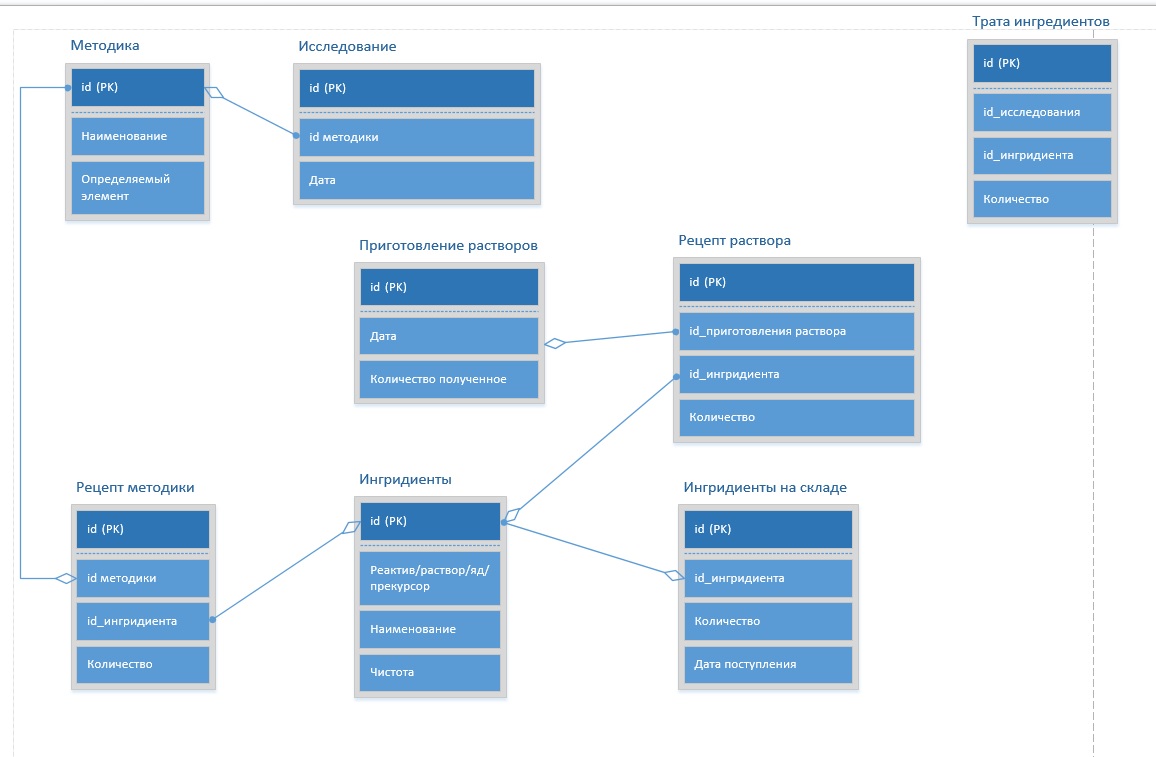 Методика
id (PK)
Наименование
Определяемый
элемент
Исследование
id (PK)
id методики
Дата
Трата ингредиентов
id (PK)
id_исследования
id_ингридиента
Количество
Приготовление растворов
id (PK)
Дата
Количество полученное
Рецепт раствора
id (PK)
id_приготовления раствора
id_ингридиента
Количество
Рецепт методики
id (PK)
id методики
id_ингридиента
Количество
Ингридиенты
id (PK)
Реактив/раствор/яд/
прекурсор
Наименование
Чистота
Ингридиенты на складе
id (PK)
id_ингридиента
Количество
Дата поступления